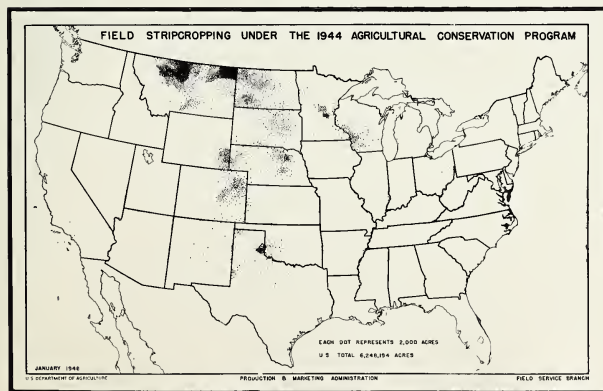 FIELD STRIPCROPPING UNDER THE 1944 AGRICULTURAL CONSERVATION PROGRAM
EACH DOT REPRESENTS 2,000 ACRES
U S TOTAL 6,248,194 ACRES
JANUARY 1946
U S DEPARTMENT OF AGRICULTURE PRODUCTION & MARKETING ADMINISTRATION FIELD SERVICE BRANCH